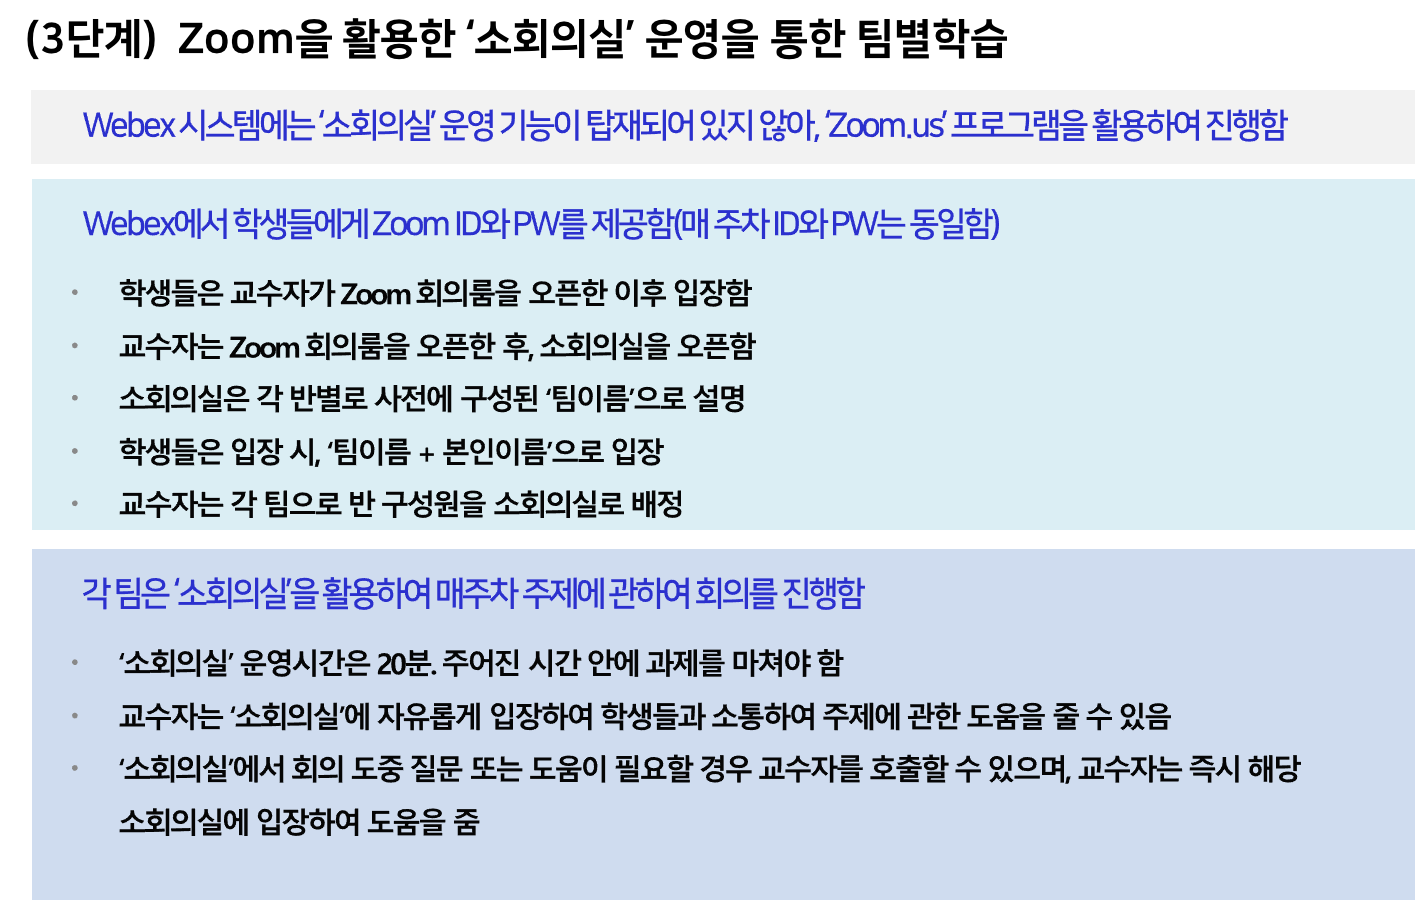 (3단계) Zoom을 활용한 ‘소회의실’ 운영을 통한 팀별학습
Webex 시스템에는 ‘소회의실’ 운영 기능이 탑재되어 있지 않아, ‘Zoom.us’ 프로그램을 활용하여 진행함
Webex에서 학생들에게 Zoom ID와 PW를 제공함(매 주차 ID와 PW는 동일함)
• 학생들은 교수자가 Zoom 회의룸을 오픈한 이후 입장함
• 교수자는 Zoom 회의룸을 오픈한 후, 소회의실을 오픈함
• 소회의실은 각 반별로 사전에 구성된 ‘팀이름’으로 설명
• 학생들은 입장 시, ‘팀이름 + 본인이름’으로 입장
• 교수자는 각 팀으로 반 구성원을 소회의실로 배정
각 팀은 ‘소회의실’을 활용하여 매주차 주제에 관하여 회의를 진행함
• ‘소회의실’ 운영시간은 20분. 주어진 시간 안에 과제를 마쳐야 함
• 교수자는 ‘소회의실’에 자유롭게 입장하여 학생들과 소통하여 주제에 관한 도움을 줄 수 있음
• ‘소회의실’에서 회의 도중 질문 또는 도움이 필요할 경우 교수자를 호출할 수 있으며, 교수자는 즉시 해당
소회의실에 입장하여 도움을 줌